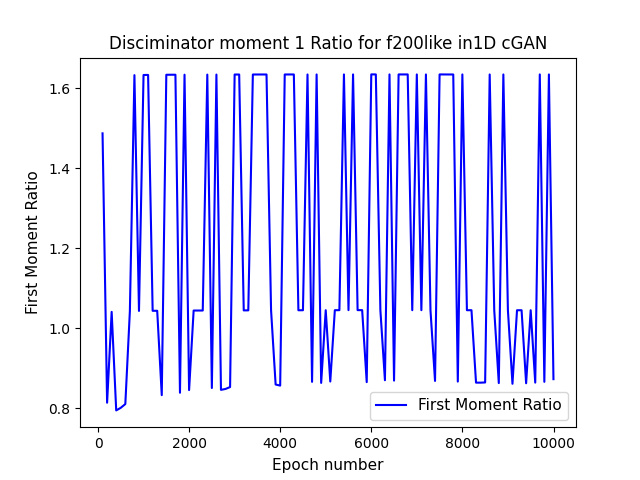 Disciminator moment 1 Ratio for f200like in1D cGAN
1.6
1.4
1.2
1.0
0.8
First Moment Ratio
First Moment Ratio
0
2000
4000
6000
8000
10000
Epoch number